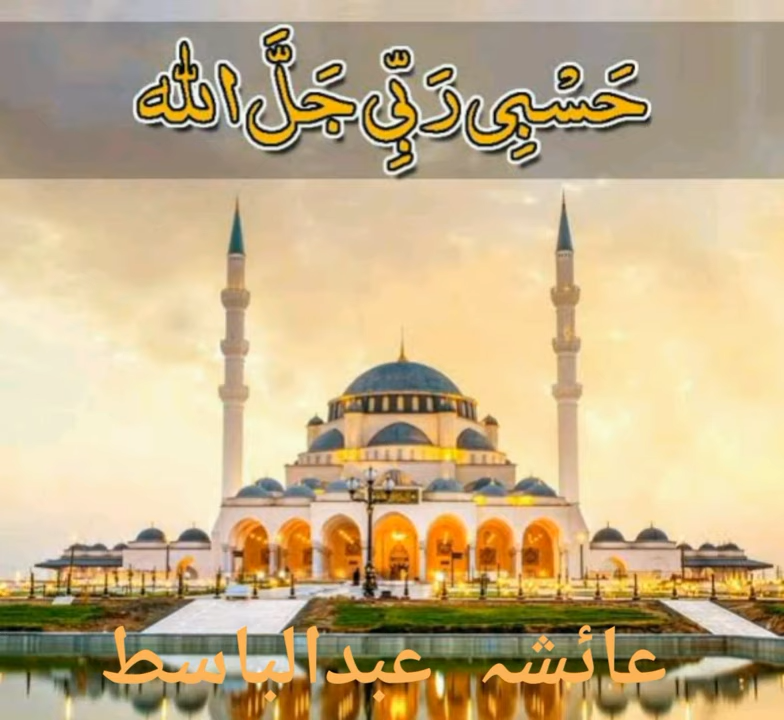 حَسْبِی رَبِّی جَلَّ اللہ
عائشہ عبدالباسط